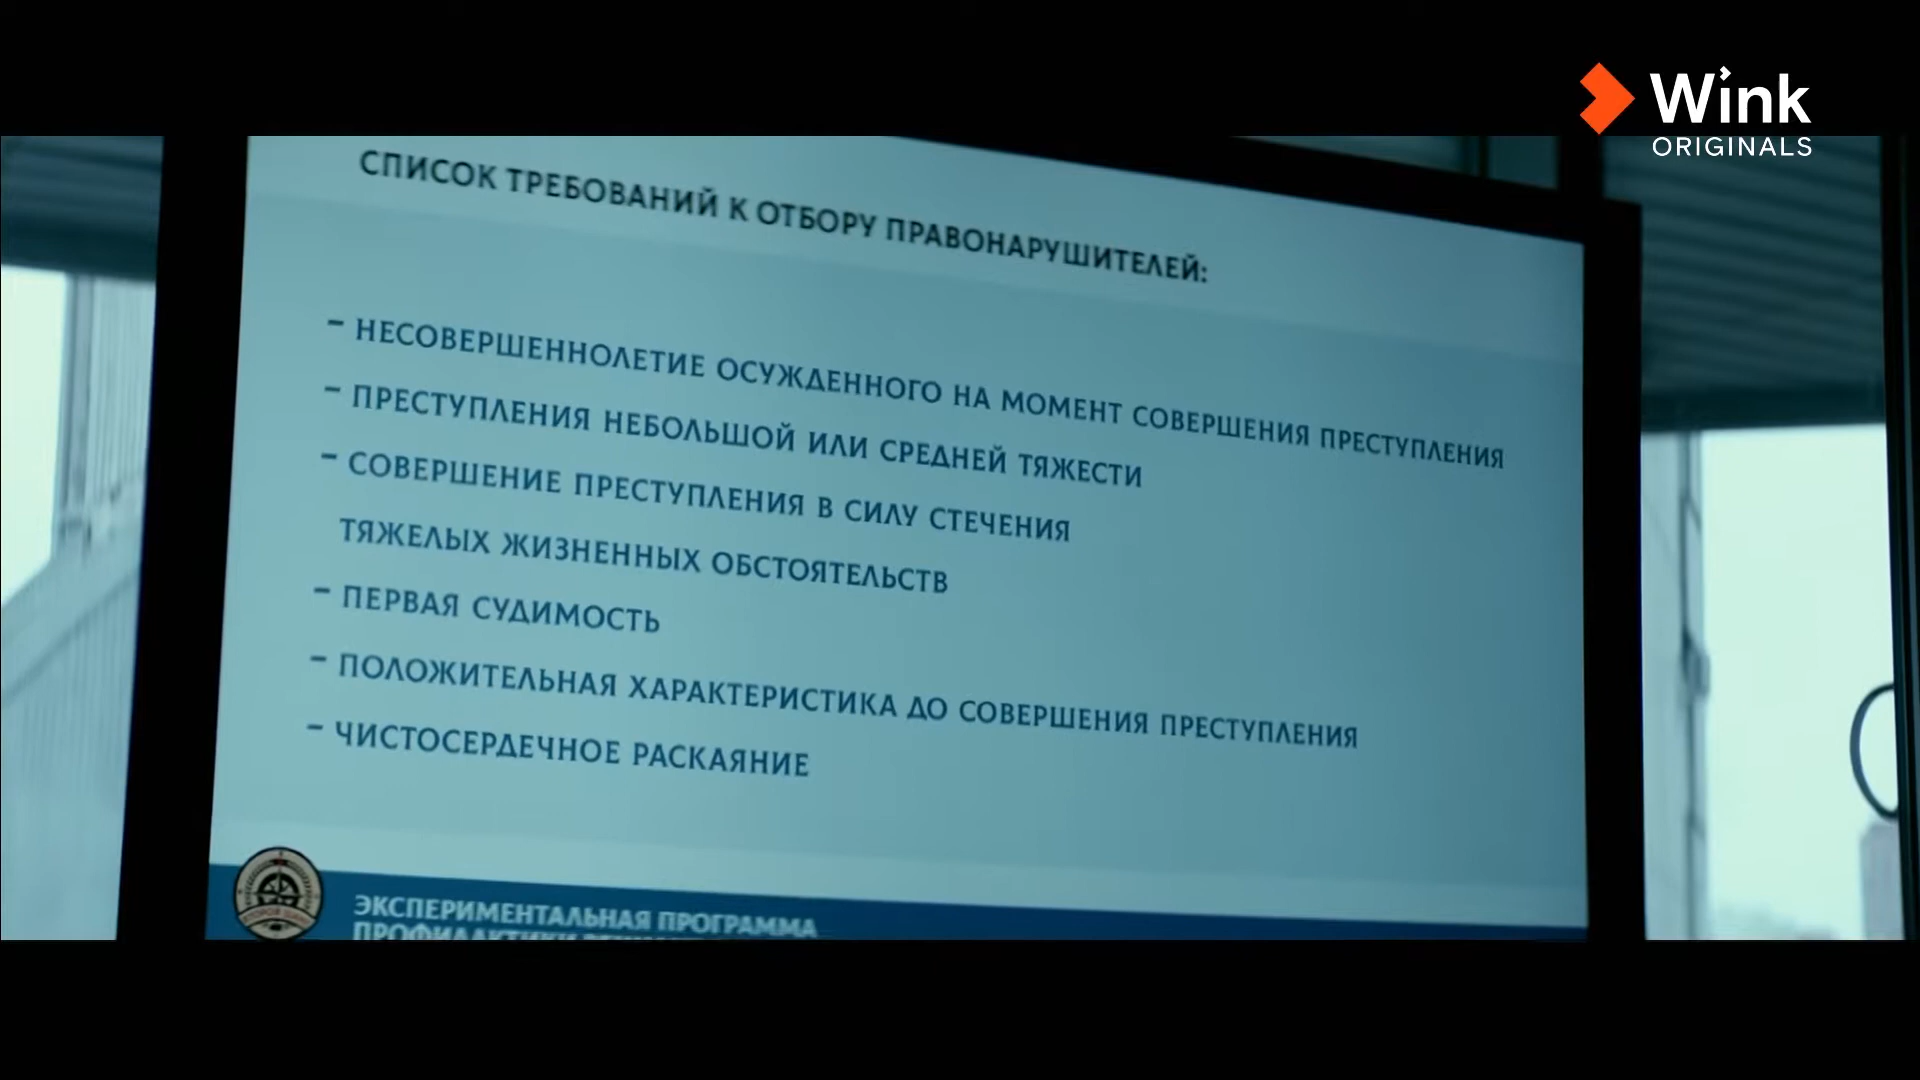 Wink
ORIGINALS
СПИСОК ТРЕБОВАНИЙ К ОТБОРУ ПРАВОНАРУШИТЕЛЕЙ:
- НЕСОВЕРШЕННОЛЕТИЕ ОСУЖДЕННОГО НА МОМЕНТ СОВЕРШЕНИЯ ПРЕСТУПЛЕНИЯ
- ПРЕСТУПЛЕНИЯ НЕБОЛЬШОЙ ИЛИ СРЕДНЕЙ ТЯЖЕСТИ
- СОВЕРШЕНИЕ ПРЕСТУПЛЕНИЯ В СИЛУ СТЕЧЕНИЯ
ТЯЖЕЛЫХ ЖИЗНЕННЫХ ОБСТОЯТЕЛЬСТВ
- ПЕРВАЯ СУДИМОСТЬ
- ПОЛОЖИТЕЛЬНАЯ ХАРАКТЕРИСТИКА ДО СОВЕРШЕНИЯ ПРЕСТУПЛЕНИЯ
- ЧИСТОСЕРДЕЧНОЕ РАСКАЯНИЕ
ЭКСПЕРИМЕНТАЛЬНАЯ ПРОГРАММА
ПРОФИЛАКТИКИ